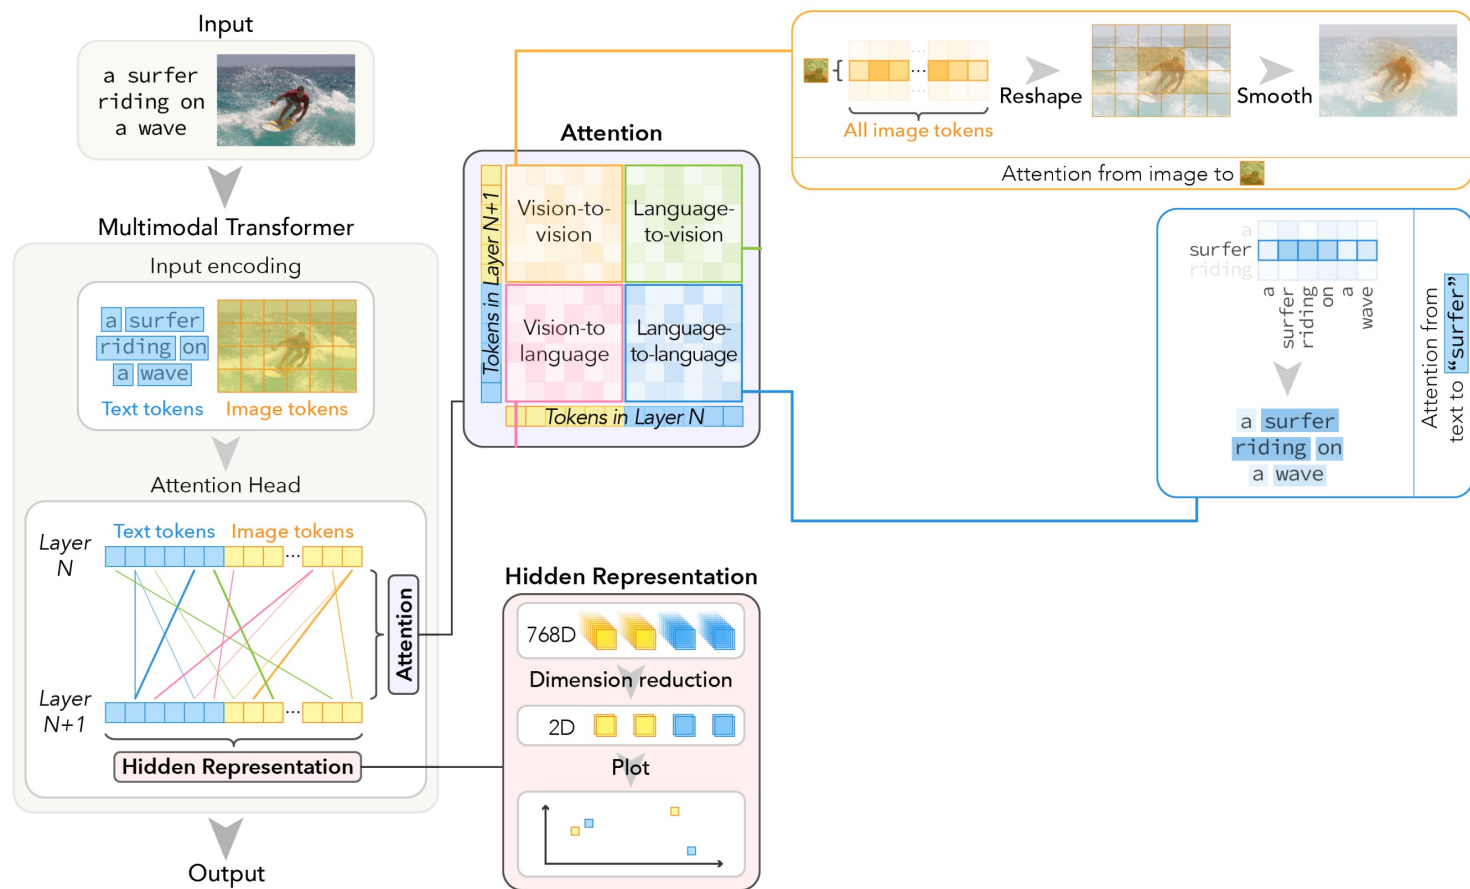 Input
a surfer
riding on
a wave
Multimodal Transformer
Input encoding
a surfer
riding on
a wave
Text tokens
Image tokens
Attention Head
Text tokens
Image tokens
Layer
N
...
Attention
Layer
N+1
...
Hidden Representation
Output
Attention
Tokens in Layer N+1
Vision-to-
vision
Language-
to-vision
Vision-to
language
Language-
to-language
Tokens in Layer N
Hidden Representation
768D
Dimension reduction
2D
Plot
...
All image tokens
Reshape
Smooth
Attention from image to
a
surfer
riding
a
surfer
riding
on
a
wave
a surfer
riding on
a wave
Attention from
text to "surfer"